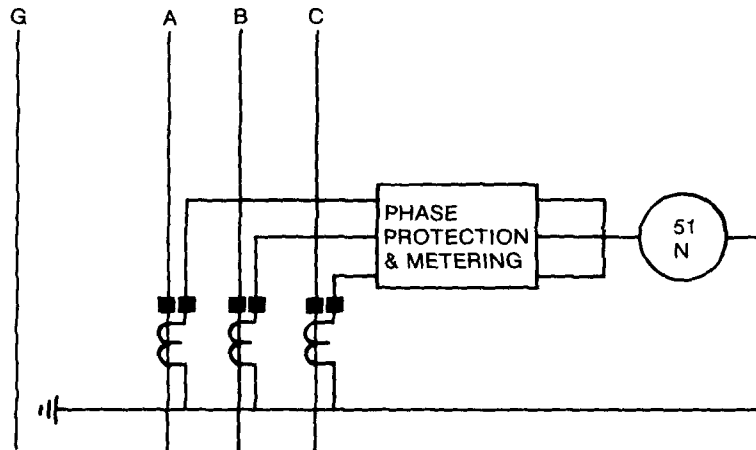 G A B C
PHASE
PROTECTION
& METERING
51
N